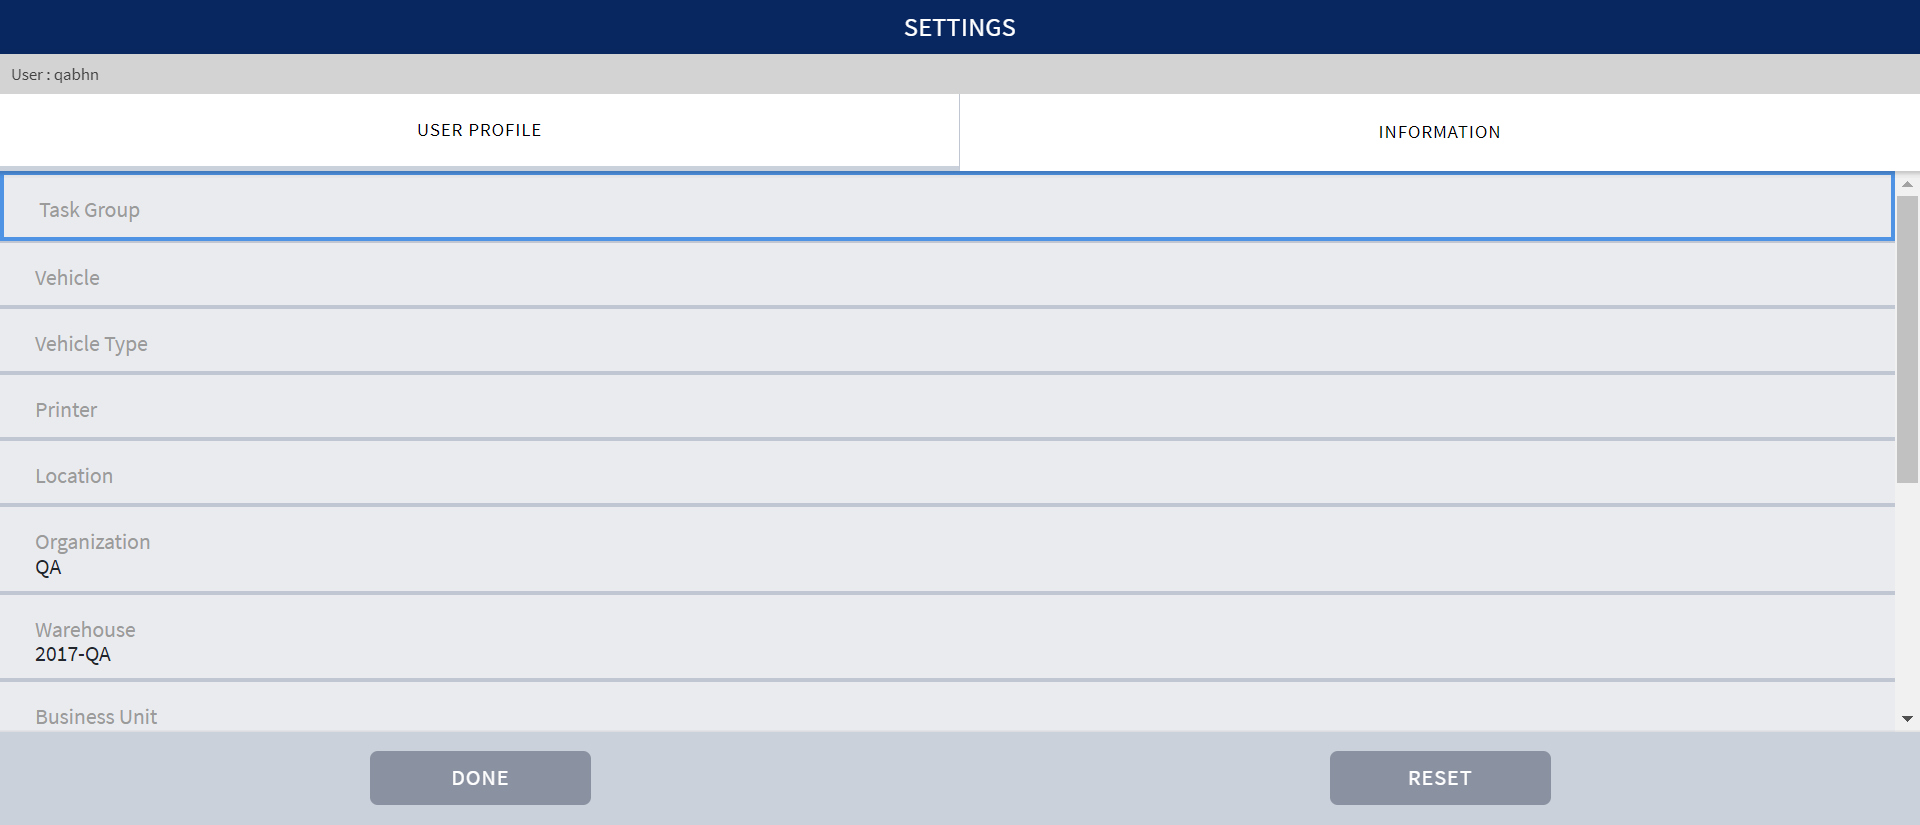 SETTINGS
User : qabhn
USER PROFILE
INFORMATION
Task Group
Vehicle
Vehicle Type
Printer
Location
Organization
QA
Warehouse
2017-QA
Business Unit
DONE
RESET